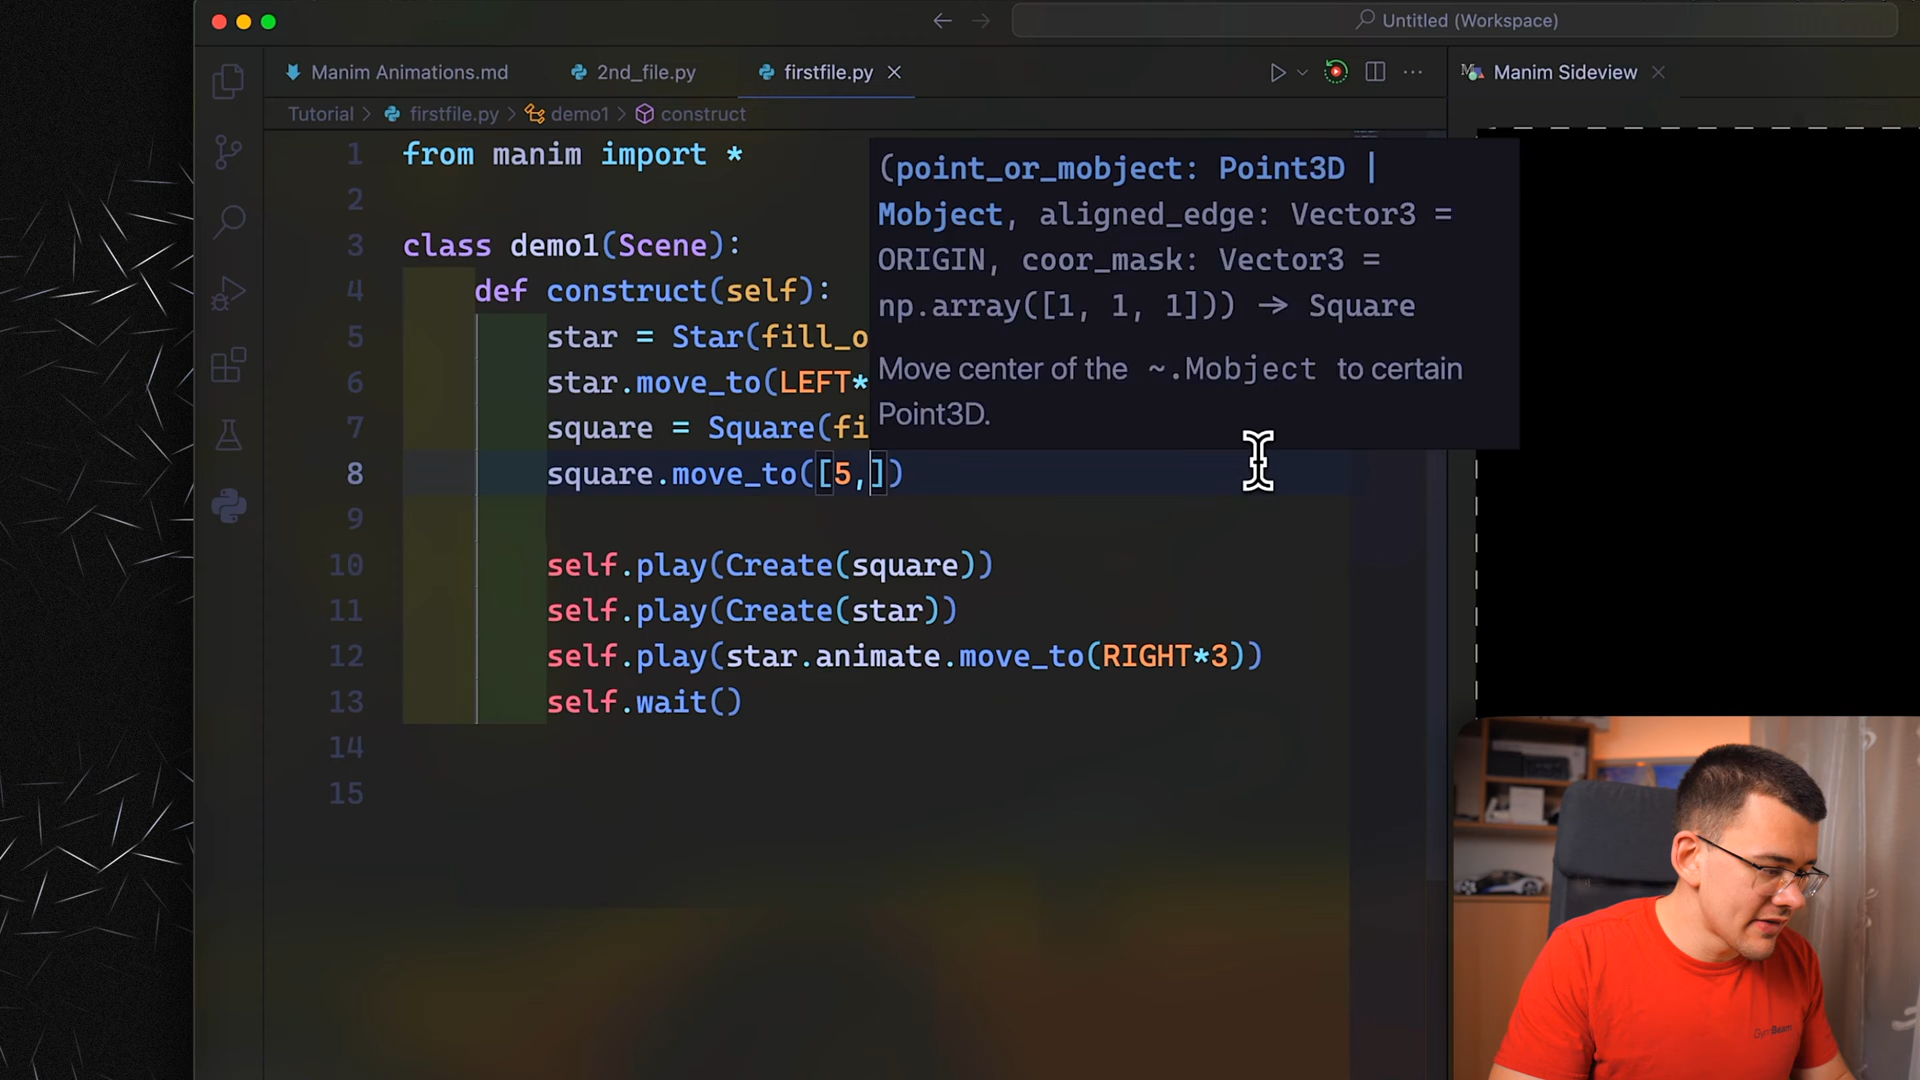 Untitled (Workspace)
Manim Animations.md
2nd_file.py
firstfile.py
Manim Sideview
Tutorial > firstfile.py > demo1 > construct
1 from manim import *
2
3 class demo1(Scene):
4 def construct(self):
5 star = Star(fill_o
6 star.move_to(LEFT*
7 square = Square(fi
8 square.move_to([5,])
9
10 self.play(Create(square))
11 self.play(Create(star))
12 self.play(star.animate.move_to(RIGHT*3))
13 self.wait()
14
15
(point_or_mobject: Point3D |
Mobject, aligned_edge: Vector3 =
ORIGIN, coor_mask: Vector3 =
np.array([1, 1, 1])) → Square
Move center of the ~.Mobject to certain
Point3D.